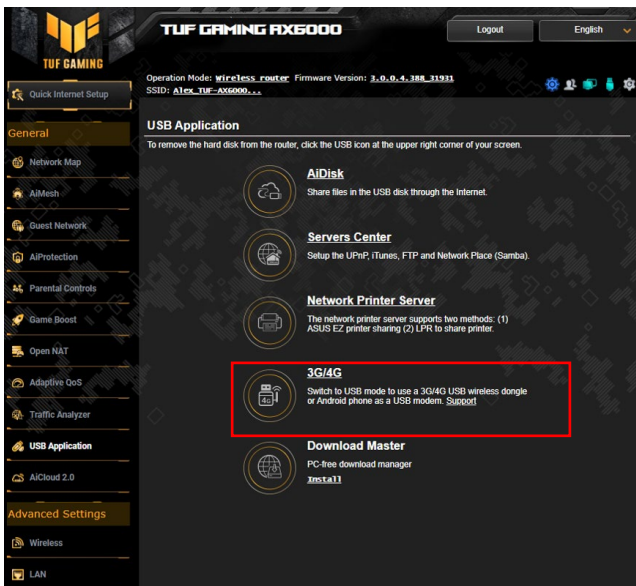 TUF GAMING
TUF GAMING AX6000
Logout
English
Operation Mode: Wireless router Firmware Version: 3.0.0.4.388_31931
SSID: Alex_TUF-AX6000...
Quick Internet Setup
General
Network Map
AiMesh
Guest Network
AiProtection
Parental Controls
Game Boost
Open NAT
Adaptive QoS
Traffic Analyzer
USB Application
AiCloud 2.0
Advanced Settings
Wireless
LAN
USB Application
To remove the hard disk from the router, click the USB icon at the upper right corner of your screen.
AiDisk
Share files in the USB disk through the Internet.
Servers Center
Setup the UPnP, iTunes, FTP and Network Place (Samba).
Network Printer Server
The network printer server supports two methods: (1)
ASUS EZ printer sharing (2) LPR to share printer.
4G
3G/4G
Switch to USB mode to use a 3G/4G USB wireless dongle
or Android phone as a USB modem. Support
Download Master
PC-free download manager
Install